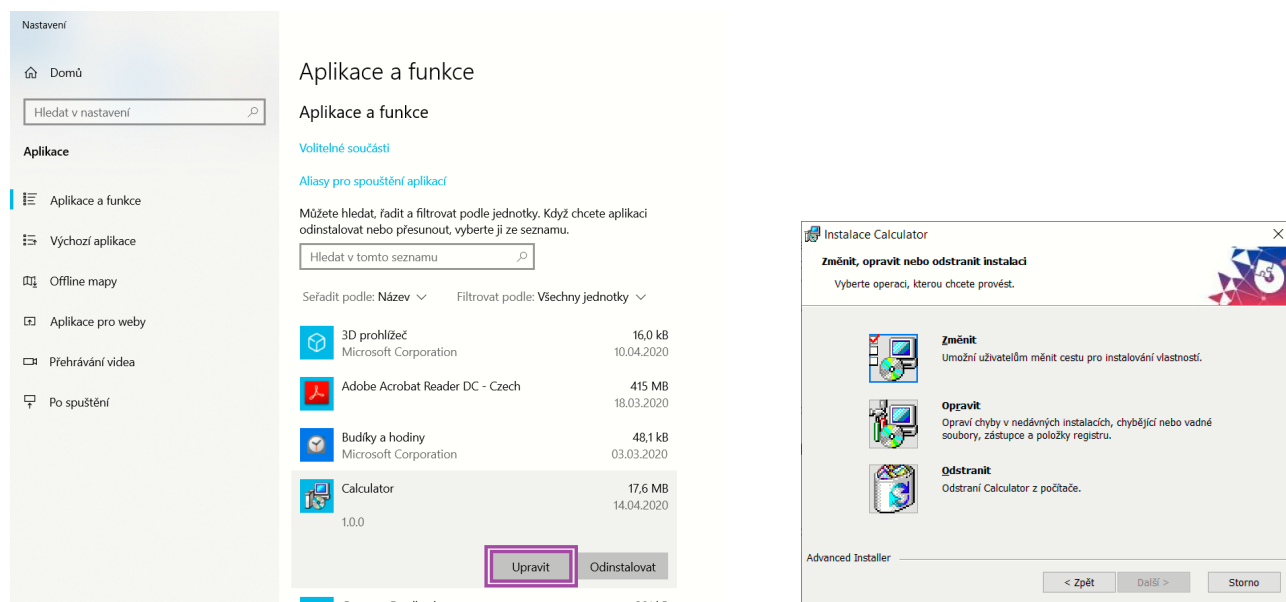 Nastavení
Domů
Hledat v nastavení
Aplikace
Aplikace a funkce
Výchozí aplikace
Offline mapy
Aplikace pro weby
Přehrávání videa
Po spuštění
Aplikace a funkce
Aplikace a funkce
Volitelné součásti
Aliasy pro spouštění aplikací
Můžete hledat, řadit a filtrovat podle jednotky. Když chcete aplikaci
odinstalovat nebo přesunout, vyberte ji ze seznamu.
Hledat v tomto seznamu
Seřadit podle: Název Filtrovat podle: Všechny jednotky
3D prohlížeč 16,0 kB
Microsoft Corporation 10.04.2020
Adobe Acrobat Reader DC - Czech 415 MB
18.03.2020
Budíky a hodiny 48,1 kB
Microsoft Corporation 03.03.2020
Calculator 17,6 MB
14.04.2020
1.0.0
Upravit Odinstalovat
Instalace Calculator
Změnit, opravit nebo odstranit instalaci
Vyberte operaci, kterou chcete provést.
Změnit
Umožní uživatelům měnit cestu pro instalování vlastností.
Opravit
Opraví chyby v nedávných instalacích, chybějící nebo vadné
soubory, zástupce a položky registru.
Odstranit
Odstraní Calculator z počítače.
Advanced Installer
< Zpět Další > Storno